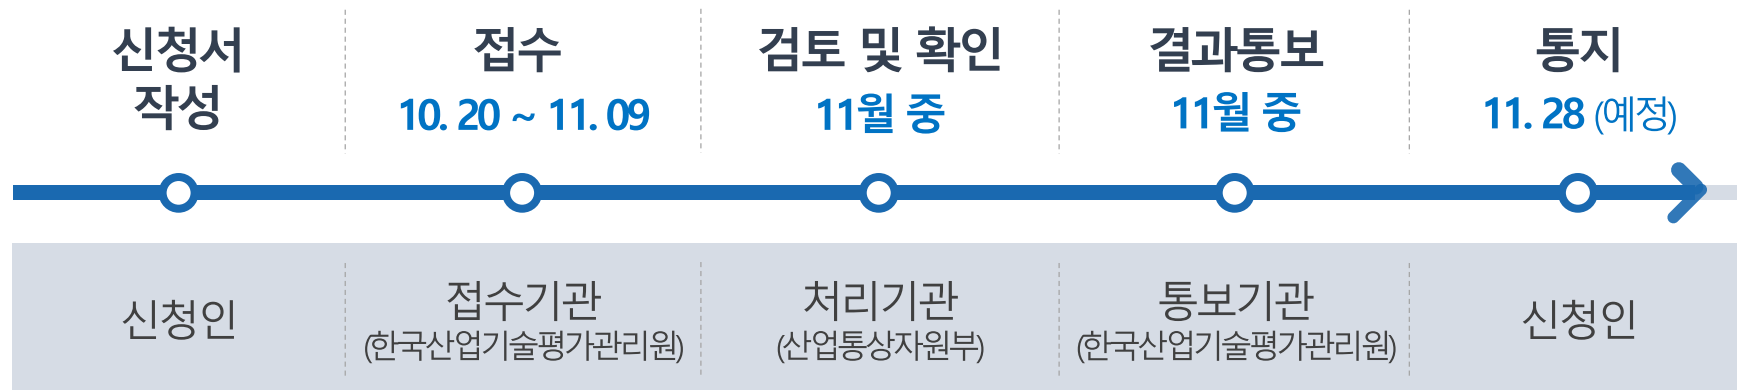 신청서
작성
접수
10. 20 ~ 11. 09
검토 및 확인
11월 중
결과통보
11월 중
통지
11. 28 (예정)
신청인
접수기관
(한국산업기술평가관리원)
처리기관
(산업통상자원부)
통보기관
(한국산업기술평가관리원)
신청인